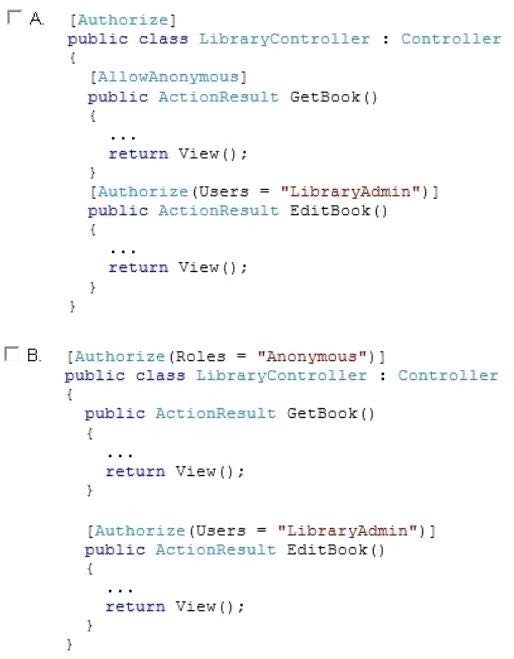 A. [Authorize]
public class LibraryController : Controller
{
[AllowAnonymous]
public ActionResult GetBook()
{
...
return View();
}
[Authorize(Users = "LibraryAdmin")]
public ActionResult EditBook()
{
...
return View();
}
}
B. [Authorize(Roles = "Anonymous")]
public class LibraryController : Controller
{
public ActionResult GetBook()
{
...
return View();
}
[Authorize(Users = "LibraryAdmin")]
public ActionResult EditBook()
{
...
return View();
}
}